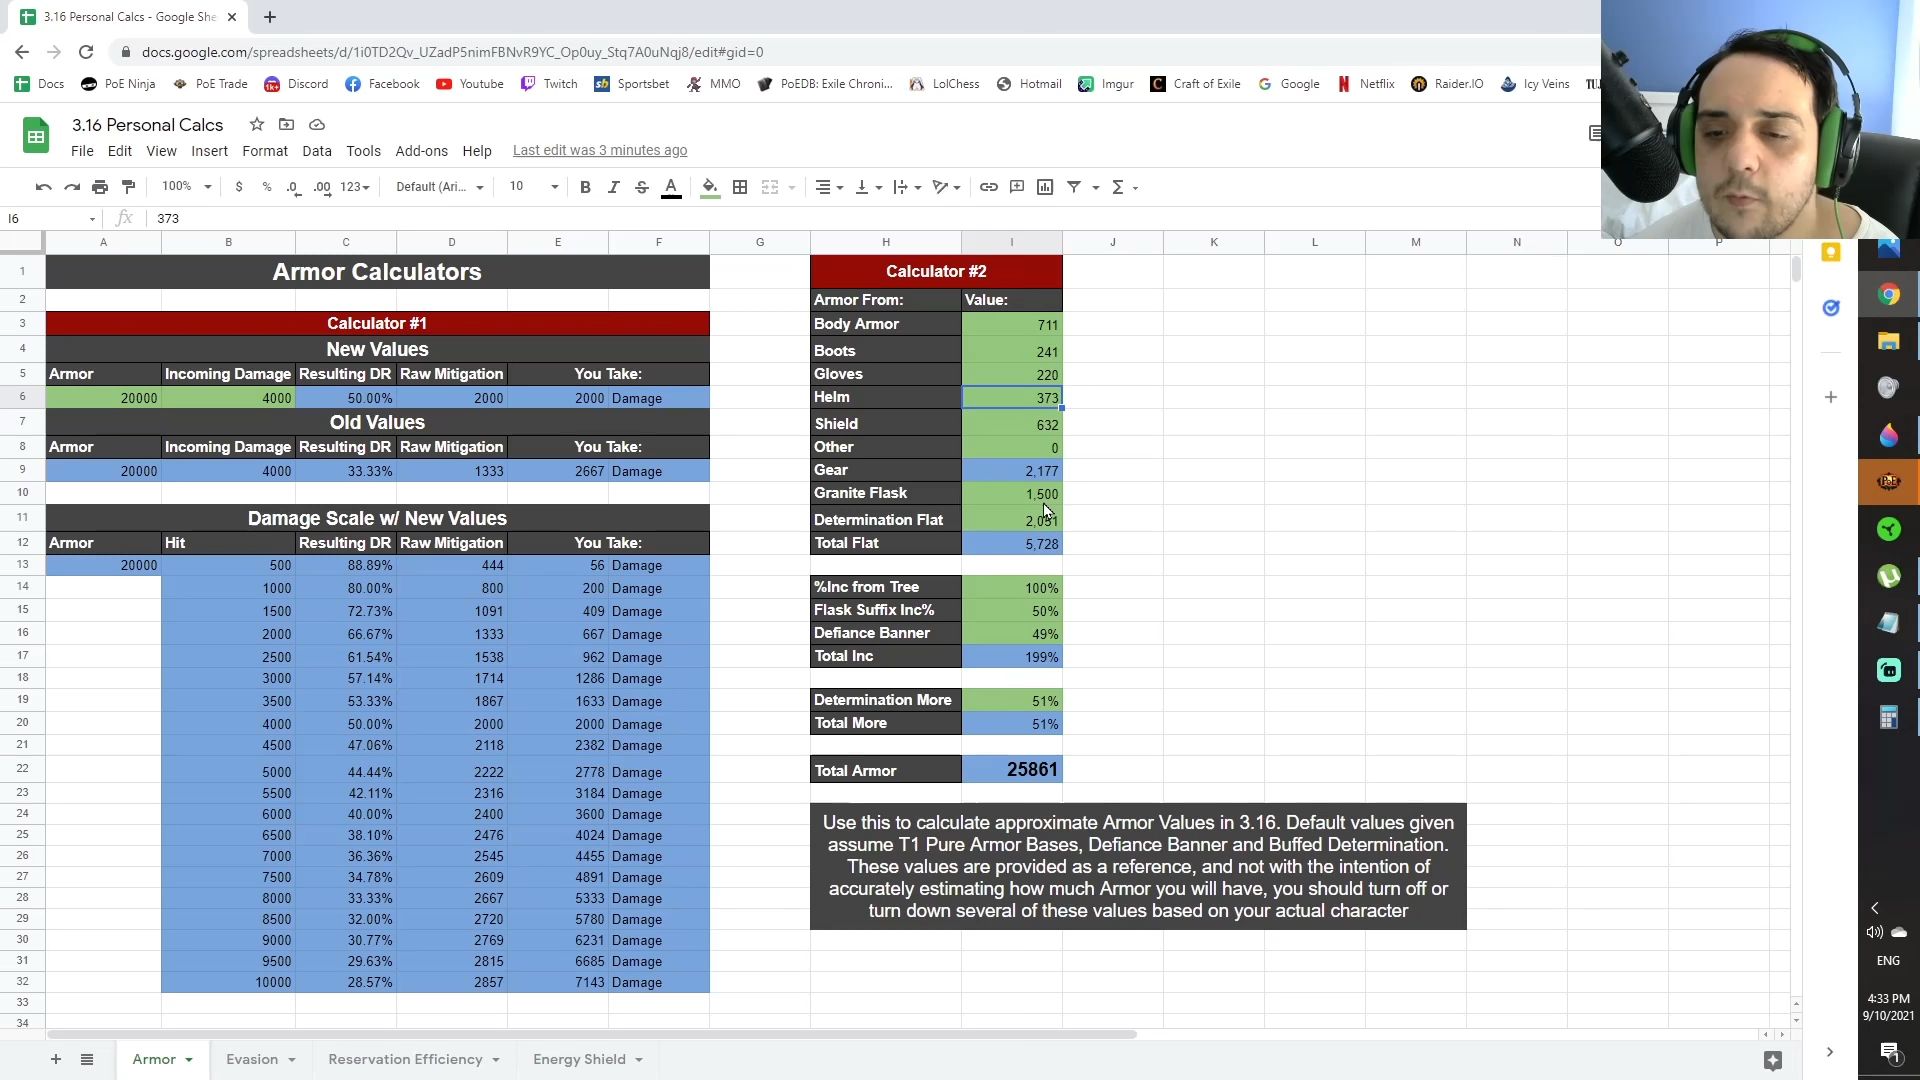 3.16 Personal Calcs - Google She
docs.google.com/spreadsheets/d/1i0TD2Qv_UZadP5nimFBNvR9YC_Op0uy_Stq7A0uNqj8/edit#gid=0
Docs PoE Ninja PoE Trade Discord Facebook Youtube Twitch Sportsbet MMO PoEDB: Exile Chroni... LolChess Hotmail Imgur Craft of Exile Google Netflix Raider.IO Icy Veins
3.16 Personal Calcs
File Edit View Insert Format Data Tools Add-ons Help Last edit was 3 minutes ago
100% $ % .0 .00 123 Default (Ari... 10 B I S A
I6 fx 373
A B C D E F G H I J K L M N O P
1 Armor Calculators Calculator #2
2 Armor From: Value:
3 Calculator #1 Body Armor 711
4 New Values Boots 241
5 Armor Incoming Damage Resulting DR Raw Mitigation You Take: Gloves 220
6 20000 4000 50.00% 2000 2000 Damage Helm 373
7 Old Values Shield 632
8 Armor Incoming Damage Resulting DR Raw Mitigation You Take: Other 0
9 20000 4000 33.33% 1333 2667 Damage Gear 2,177
10 Granite Flask 1,500
11 Damage Scale w/ New Values Determination Flat 2,051
12 Armor Hit Resulting DR Raw Mitigation You Take: Total Flat 5,728
13 20000 500 88.89% 444 56 Damage
14 1000 80.00% 800 200 Damage %Inc from Tree 100%
15 1500 72.73% 1091 409 Damage Flask Suffix Inc% 50%
16 2000 66.67% 1333 667 Damage Defiance Banner 49%
17 2500 61.54% 1538 962 Damage Total Inc 199%
18 3000 57.14% 1714 1286 Damage
19 3500 53.33% 1867 1633 Damage Determination More 51%
20 4000 50.00% 2000 2000 Damage Total More 51%
21 4500 47.06% 2118 2382 Damage
22 5000 44.44% 2222 2778 Damage Total Armor 25861
23 5500 42.11% 2316 3184 Damage
24 6000 40.00% 2400 3600 Damage
25 6500 38.10% 2476 4024 Damage
26 7000 36.36% 2545 4455 Damage
27 7500 34.78% 2609 4891 Damage
28 8000 33.33% 2667 5333 Damage
29 8500 32.00% 2720 5780 Damage
30 9000 30.77% 2769 6231 Damage
31 9500 29.63% 2815 6685 Damage
32 10000 28.57% 2857 7143 Damage
33
34
Use this to calculate approximate Armor Values in 3.16. Default values given
assume T1 Pure Armor Bases, Defiance Banner and Buffed Determination.
These values are provided as a reference, and not with the intention of
accurately estimating how much Armor you will have, you should turn off or
turn down several of these values based on your actual character
Armor Evasion Reservation Efficiency Energy Shield
ENG
4:33 PM
9/10/2021
1